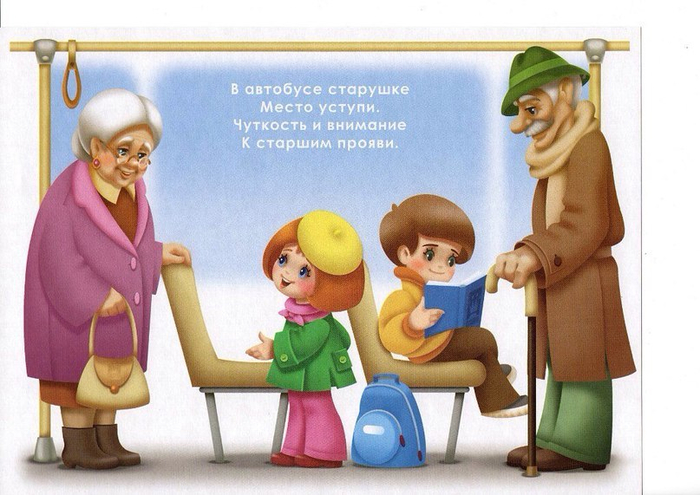 В автобусе старушке
Место уступи.
Чуткость и внимание
К старшим прояви.